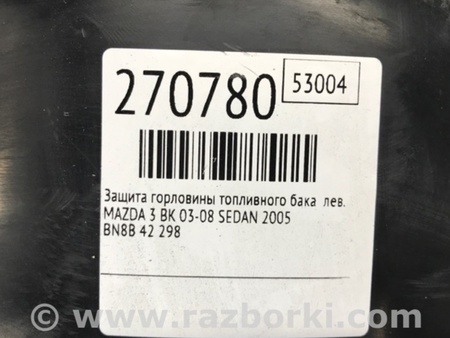 270780
53004
Защита горловины топливного бака лев.
MAZDA 3 BK 03-08 SEDAN 2005
BN8B 42 298
© www.razborki.com